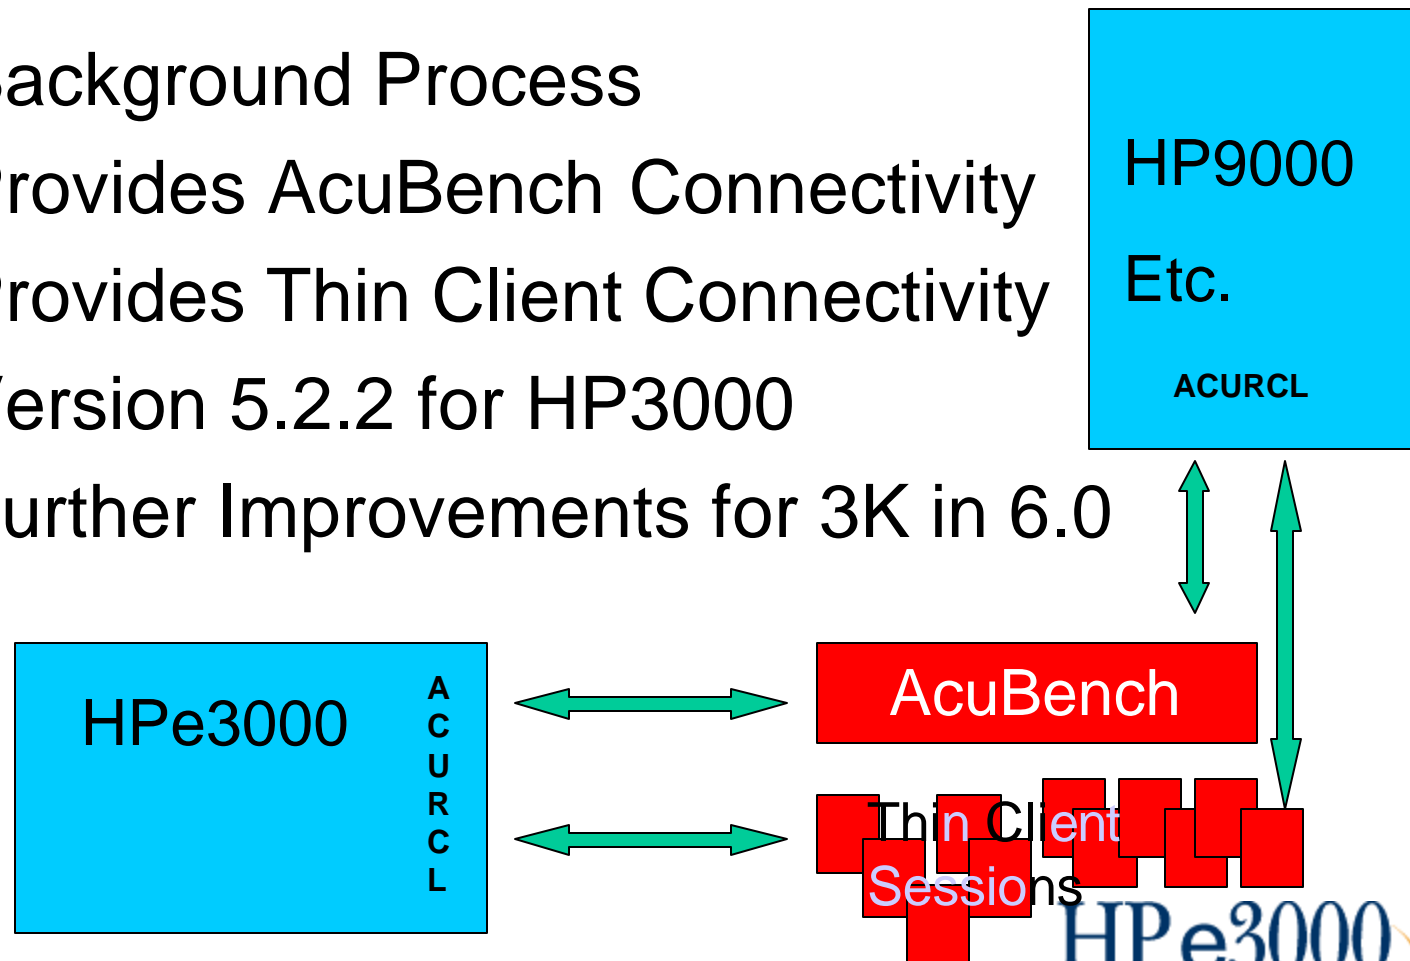 ackground Process
rovides AcuBench Connectivity
rovides Thin Client Connectivity
ersion 5.2.2 for HP3000
urther Improvements for 3K in 6.0
HP9000
Etc.
ACURCL
HPe3000
ACURCL
AcuBench
Thin Client
Sessions
HPe3000